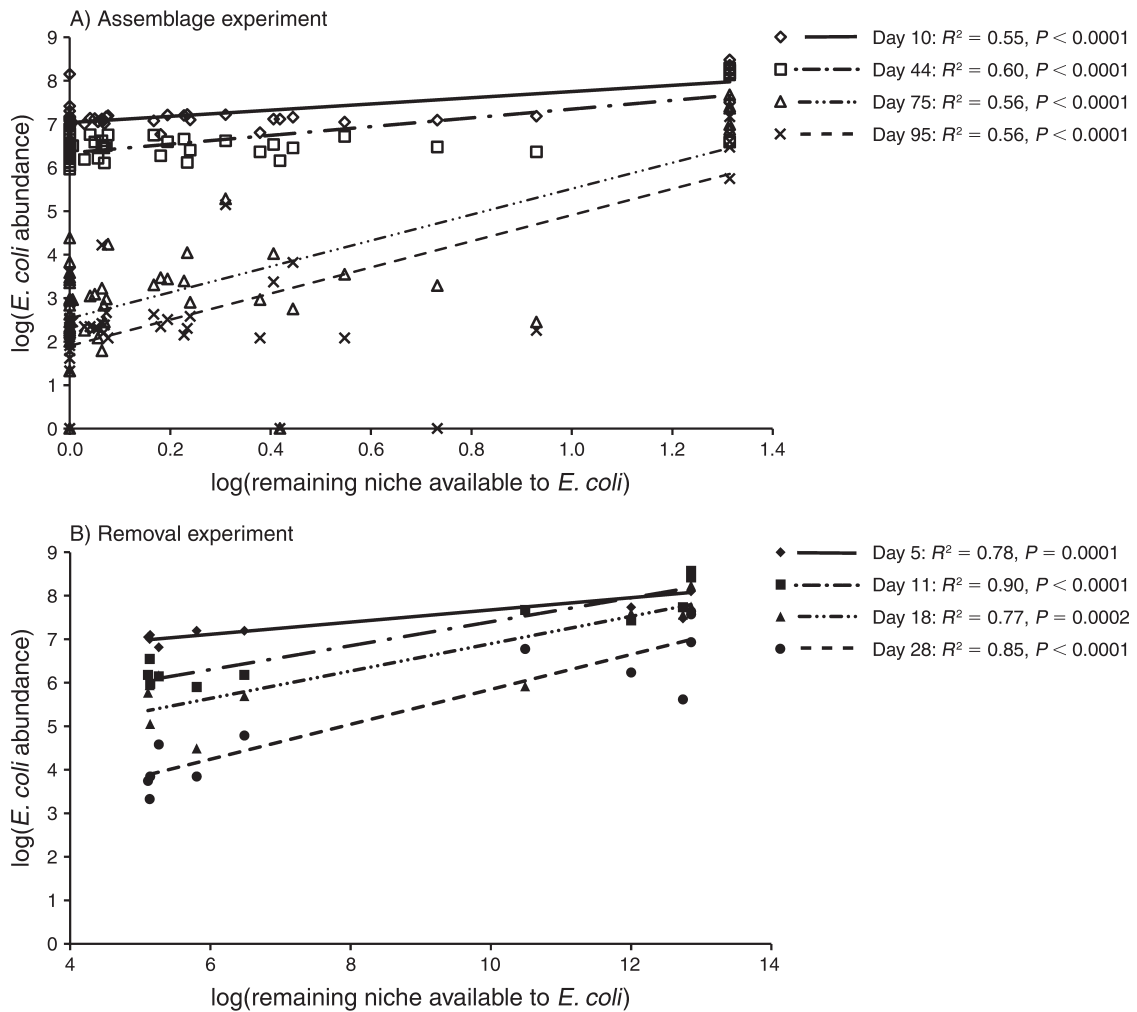 A) Assemblage experiment
9
8
7
6
5
4
3
2
1
0
log(E. coli abundance)
0.0 0.2 0.4 0.6 0.8 1.0 1.2 1.4
log(remaining niche available to E. coli)
Day 10: R² = 0.55, P < 0.0001
Day 44: R² = 0.60, P < 0.0001
Day 75: R² = 0.56, P < 0.0001
Day 95: R² = 0.56, P < 0.0001
B) Removal experiment
9
8
7
6
5
4
3
2
1
0
log(E. coli abundance)
4 6 8 10 12 14
log(remaining niche available to E. coli)
Day 5: R² = 0.78, P = 0.0001
Day 11: R² = 0.90, P < 0.0001
Day 18: R² = 0.77, P = 0.0002
Day 28: R² = 0.85, P < 0.0001